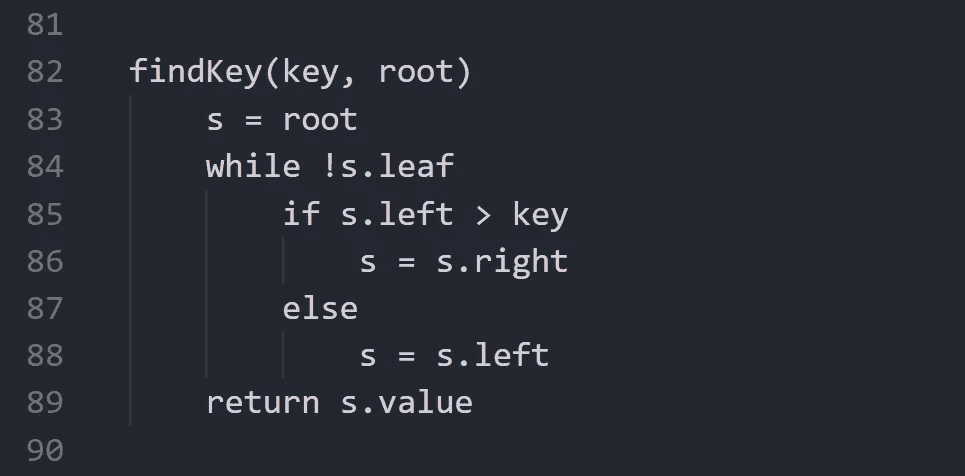 81
82 findKey(key, root)
83 s = root
84 while !s.leaf
85 if s.left > key
86 s = s.right
87 else
88 s = s.left
89 return s.value
90